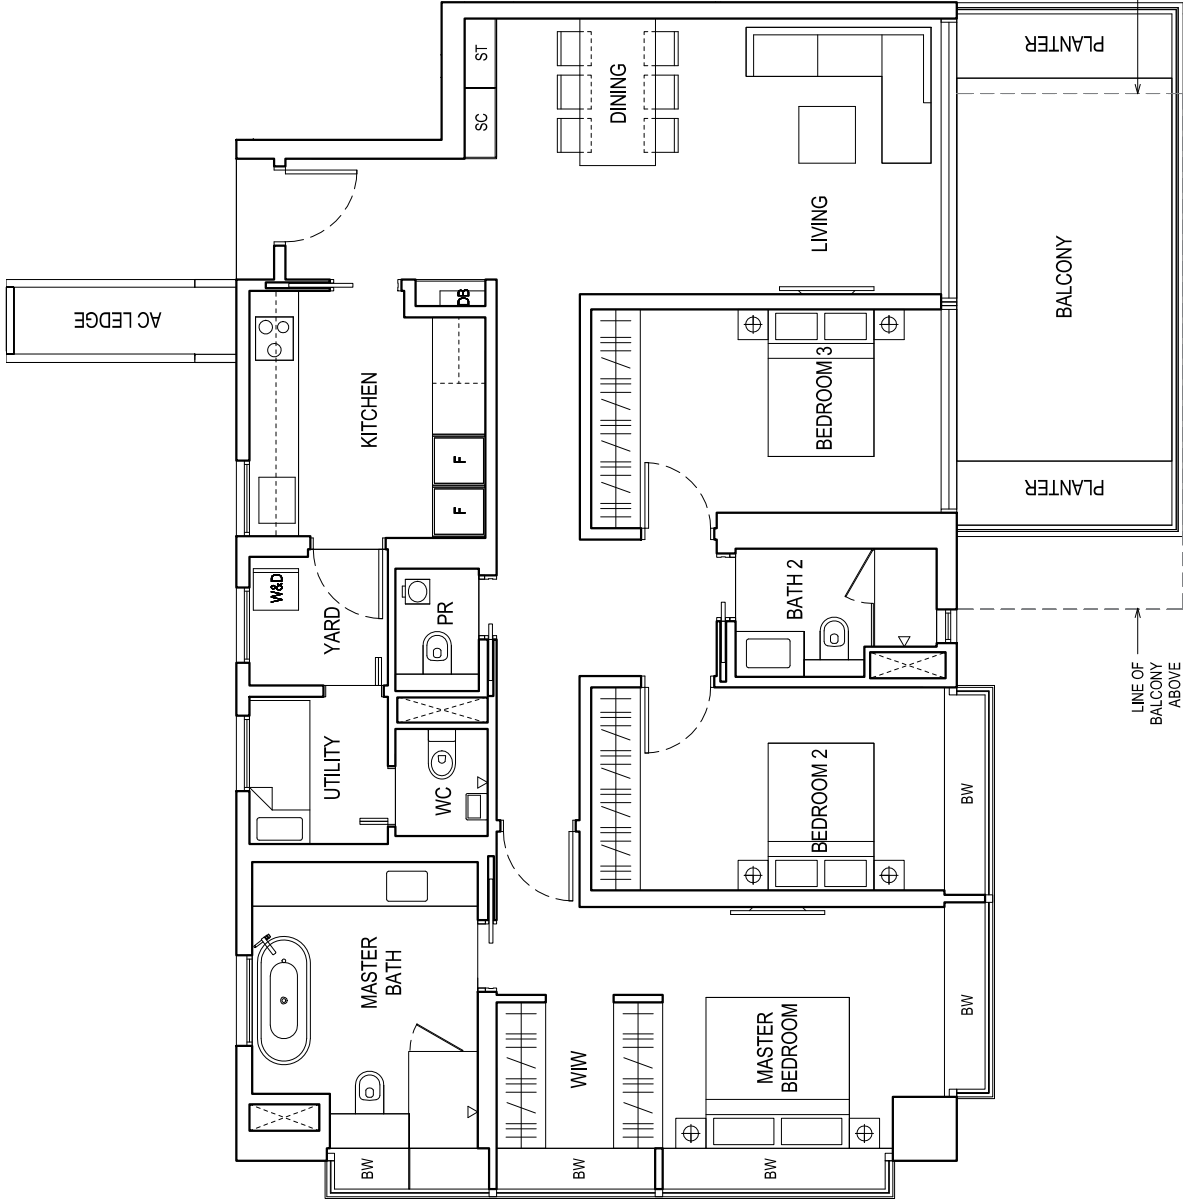 PLANTER
ST
DINING
SC
LIVING
BALCONY
AC LEDGE
DB
KITCHEN
BEDROOM 3
F
F
PLANTER
W&D
YARD
PR
BATH 2
LINE OF
BALCONY
ABOVE
UTILITY
WC
BEDROOM 2
BW
MASTER
BATH
BW
WIW
MASTER
BEDROOM
BW
BW
BW